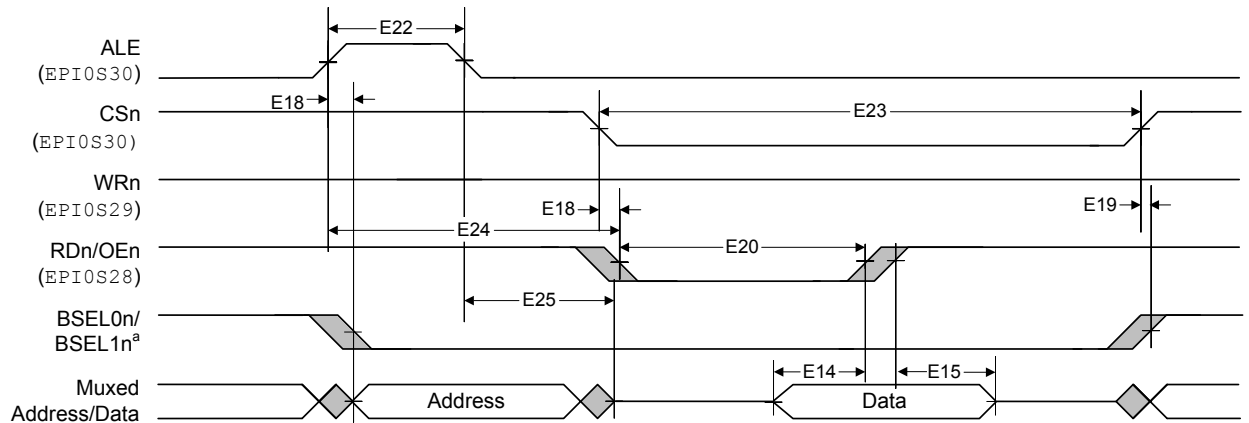 E22
ALE
(EPI0S30)
E18
CSn
E23
(EPI0S30)
WRn
(EPI0S29)
E18
E19
E24
RDn/OEn
E20
(EPI0S28)
E25
BSEL0n/
BSEL1nª
E14
E15
Muxed
Address/Data
Address
Data